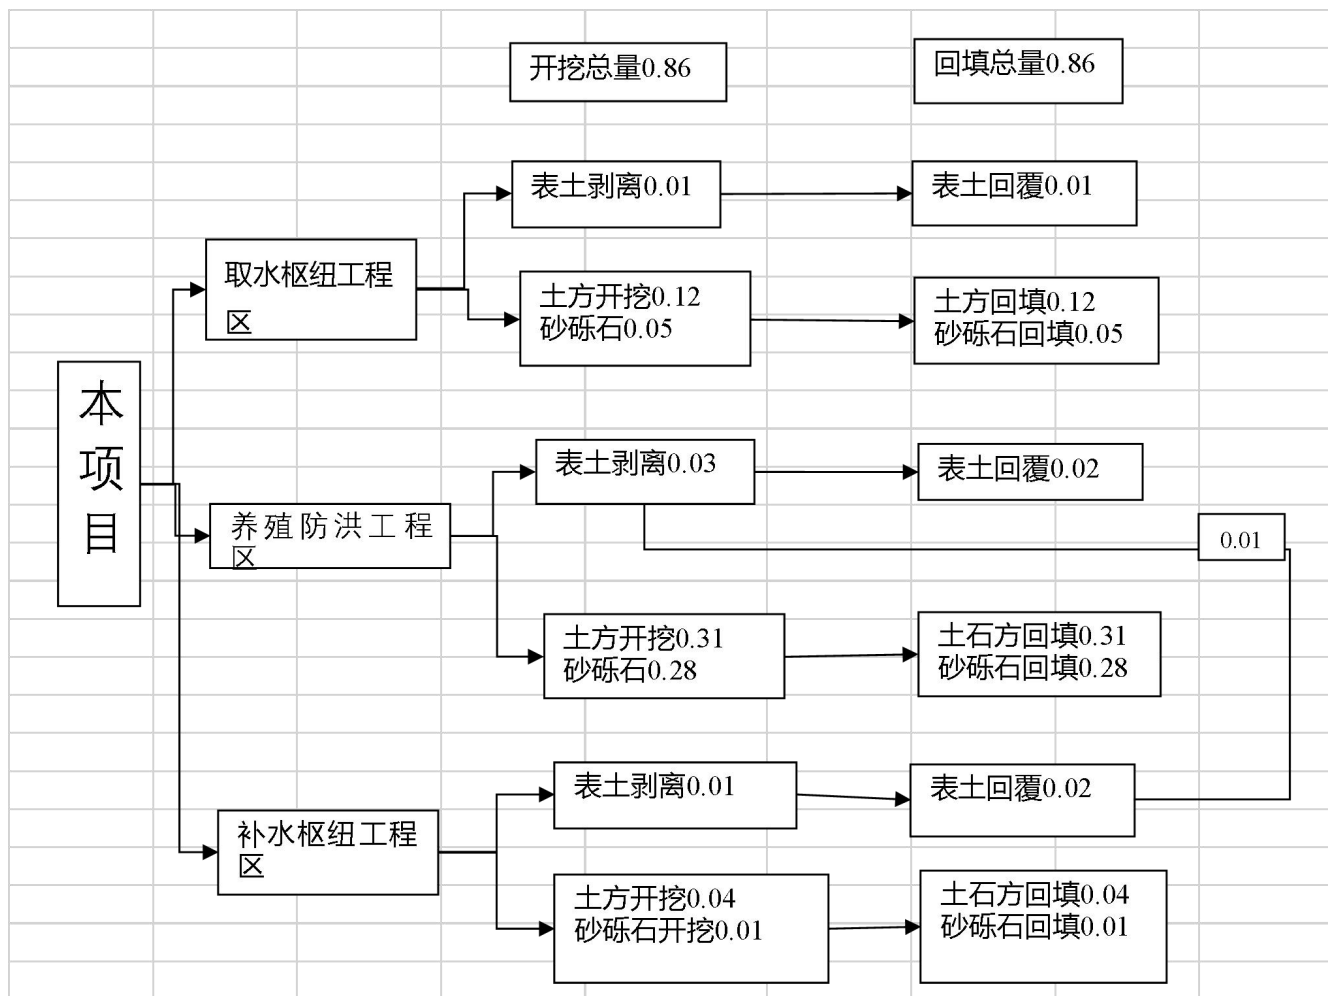 开挖总量0.86
回填总量0.86
表土剥离0.01
表土回覆0.01
取水枢纽工程
区
土方开挖0.12
砂砾石0.05
土方回填0.12
砂砾石回填0.05
本
项
目
表土剥离0.03
表土回覆0.02
养殖防洪工程
区
0.01
土方开挖0.31
砂砾石0.28
土石方回填0.31
砂砾石回填0.28
表土剥离0.01
表土回覆0.02
补水枢纽工程
区
土方开挖0.04
砂砾石开挖0.01
土石方回填0.04
砂砾石回填0.01